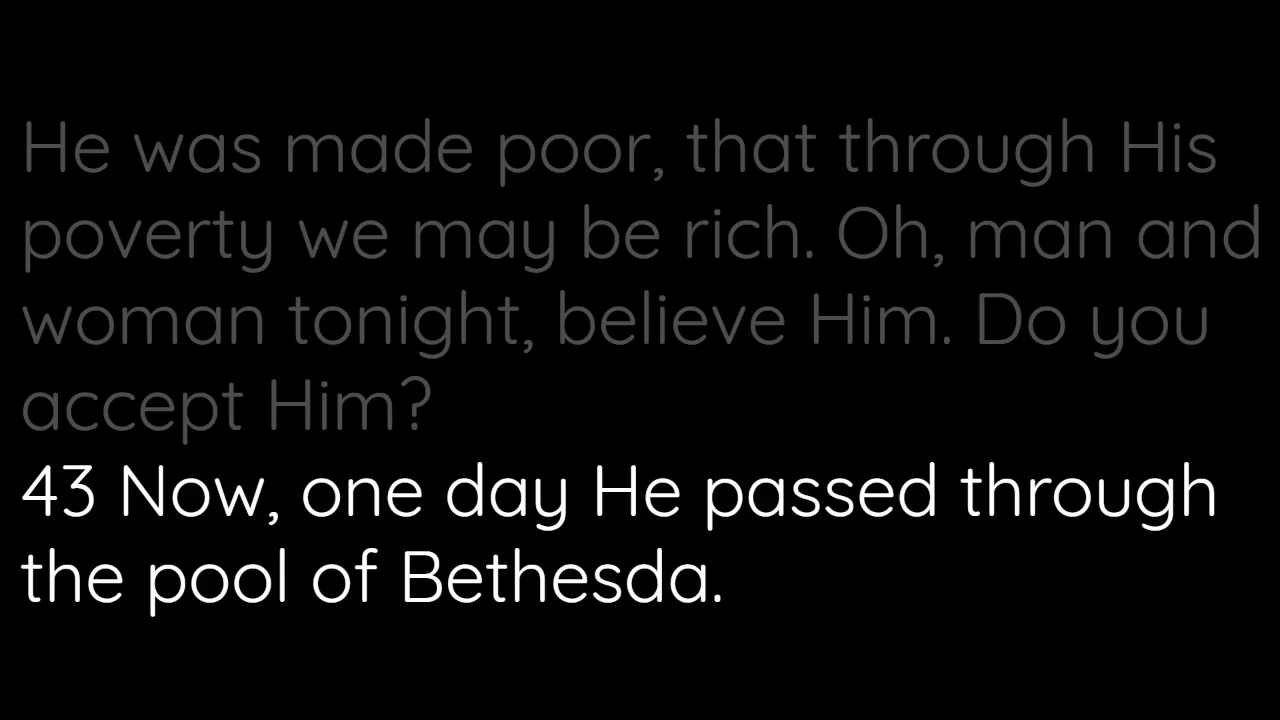 He was made poor, that through His
poverty we may be rich. Oh, man and
woman tonight, believe Him. Do you
accept Him?
43 Now, one day He passed through
the pool of Bethesda.